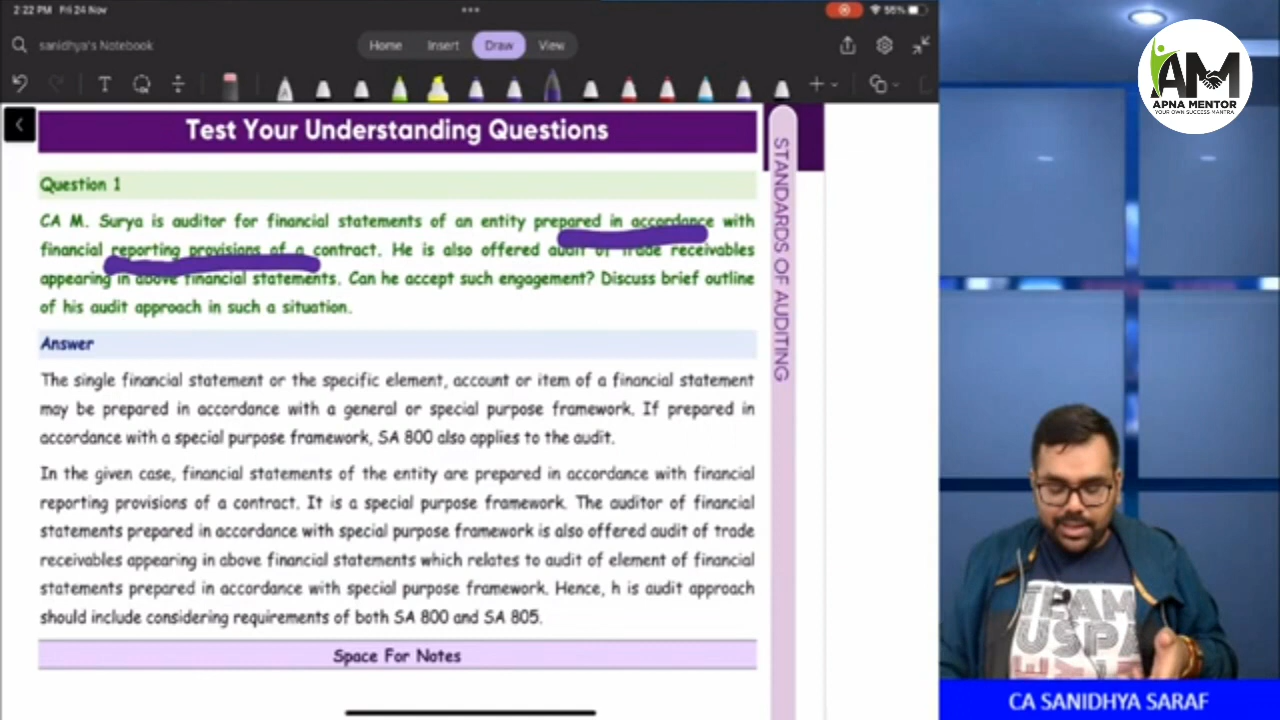 2:22 PM Fri 24 Nov
56%
sanidhya's Notebook
Home Insert Draw View
Test Your Understanding Questions
Question 1
CA M. Surya is auditor for financial statements of an entity prepared in accordance with
financial reporting provisions of a contract. He is also offered audit of trade receivables
appearing in above financial statements. Can he accept such engagement? Discuss brief outline
of his audit approach in such a situation.
Answer
The single financial statement or the specific element, account or item of a financial statement
may be prepared in accordance with a general or special purpose framework. If prepared in
accordance with a special purpose framework, SA 800 also applies to the audit.
In the given case, financial statements of the entity are prepared in accordance with financial
reporting provisions of a contract. It is a special purpose framework. The auditor of financial
statements prepared in accordance with special purpose framework is also offered audit of trade
receivables appearing in above financial statements which relates to audit of element of financial
statements prepared in accordance with special purpose framework. Hence, h is audit approach
should include considering requirements of both SA 800 and SA 805.
Space For Notes
STANDARDS OF AUDITING
AM
APNA MENTOR
YOUR OWN SUCCESS MANTRA
TEAM
USPA
CA SANIDHYA SARAF